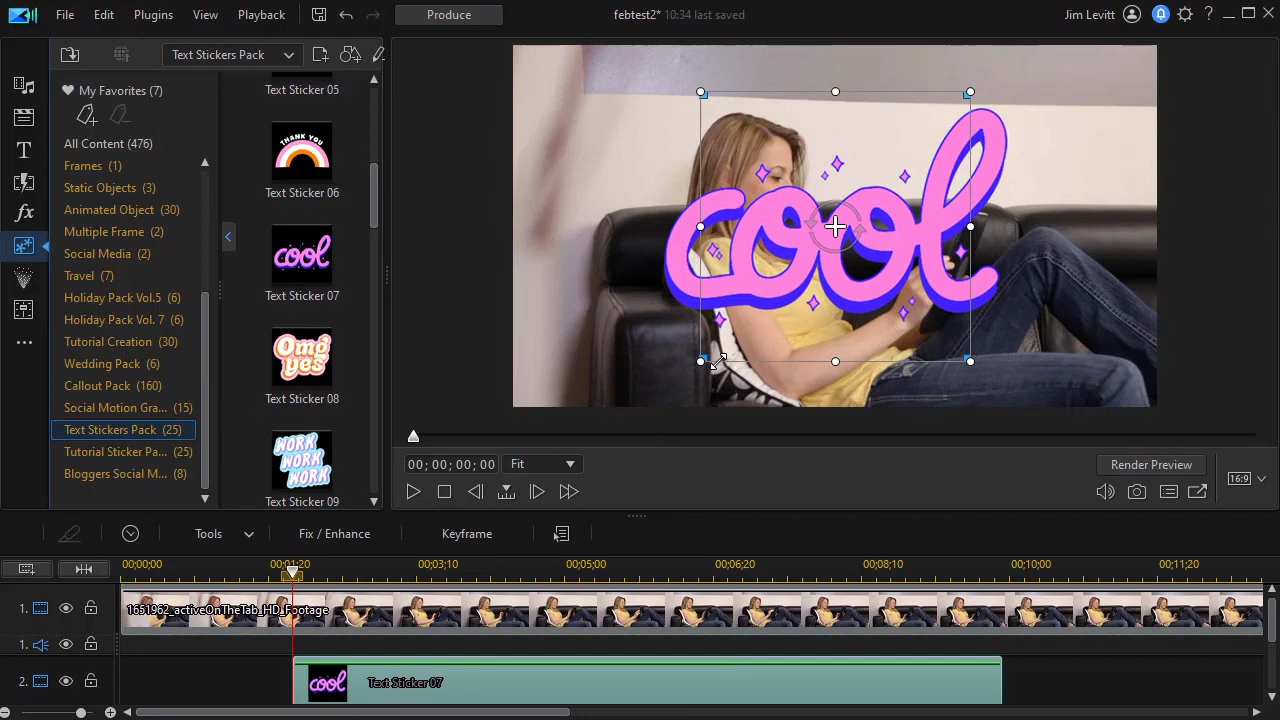 File Edit Plugins View Playback Produce febtest2* 10:34 last saved Jim Levitt
Text Stickers Pack
My Favorites (7)
All Content (476)
Frames (1)
Static Objects (3)
Animated Object (30)
Multiple Frame (2)
Social Media (2)
Travel (7)
Holiday Pack Vol.5 (6)
Holiday Pack Vol. 7 (6)
Tutorial Creation (30)
Wedding Pack (6)
Callout Pack (160)
Social Motion Gra... (15)
Text Stickers Pack (25)
Tutorial Sticker Pa... (25)
Bloggers Social M... (8)
Text Sticker 05
THANK YOU
Text Sticker 06
cool
Text Sticker 07
Omg
yes
Text Sticker 08
WORK
WORK
WORK
Text Sticker 09
cool
00; 00; 00; 00 Fit Render Preview
16:9
Tools Fix / Enhance Keyframe
00;00;00 00;01;20 00;03;10 00;05;00 00;06;20 00;08;10 00;10;00 00;11;20
1. 1651962_activeOnTheTab_HD_Footage
1.
2. cool Text Sticker 07